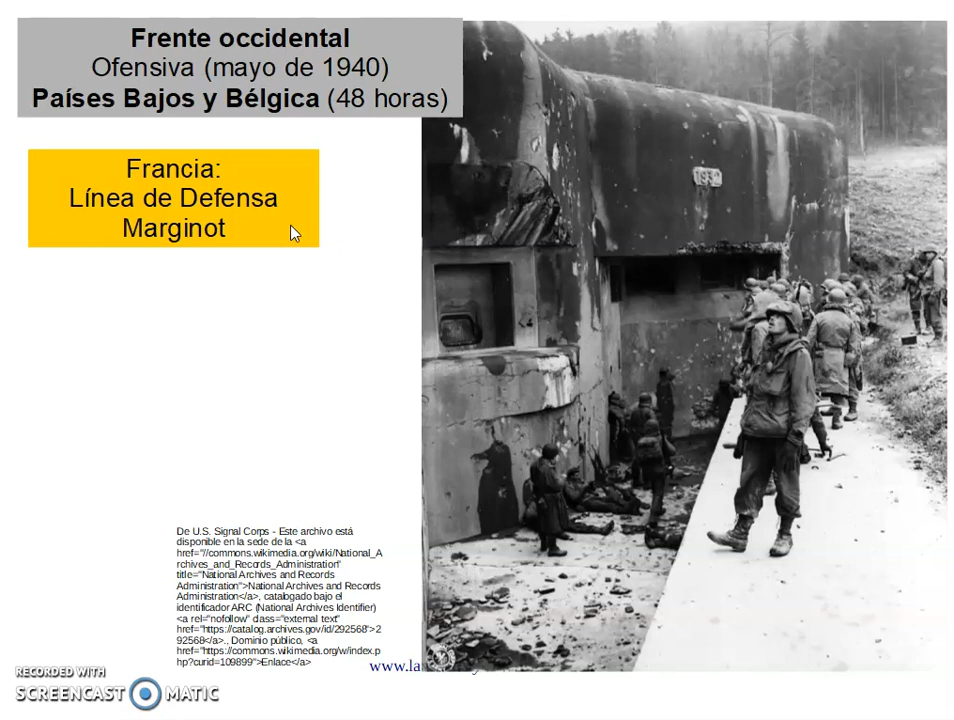 Frente occidental
Ofensiva (mayo de 1940)
Países Bajos y Bélgica (48 horas)
Francia:
Línea de Defensa
Marginot
1932
De U.S. Signal Corps - Este archivo está
disponible en la sede de la <a
href="//commons.wikimedia.org/wiki/National_A
rchives_and_Records_Administration"
title="National Archives and Records
Administration">National Archives and Records
Administration</a>, catalogado bajo el
identificador ARC (National Archives Identifier)
<a rel="nofollow" class="external text"
href="https://catalog.archives.gov/id/292568">2
92568</a>., Dominio público, <a
href="https://commons.wikimedia.org/w/index.p
hp?curid=109899">Enlace</a>
RECORDED WITH
SCREENCAST MATIC